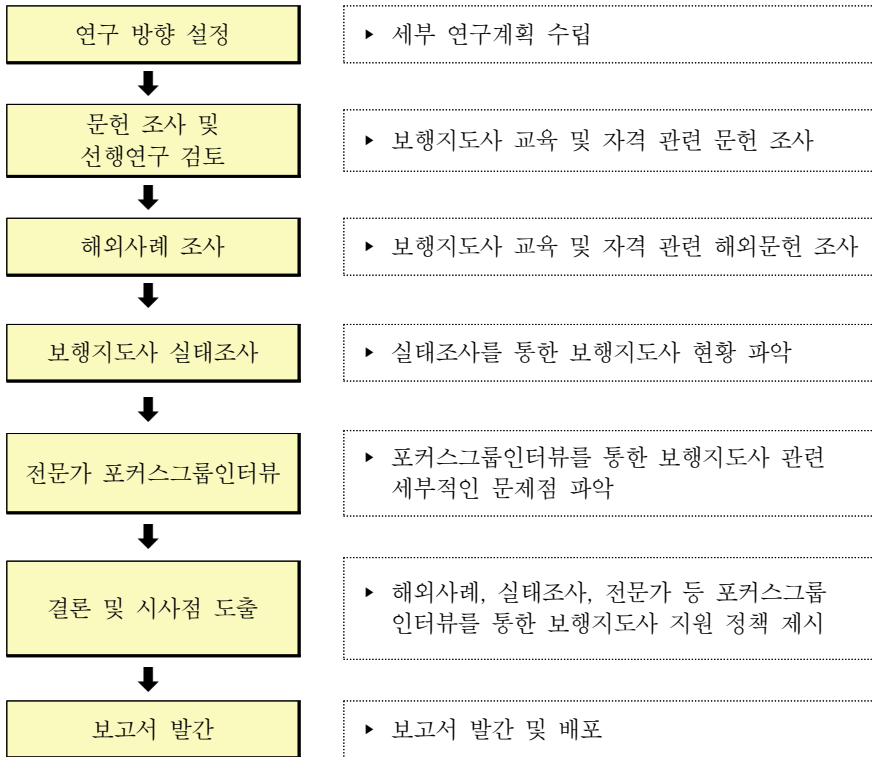 연구 방향 설정
▸ 세부 연구계획 수립
문헌 조사 및
선행연구 검토
▸ 보행지도사 교육 및 자격 관련 문헌 조사
해외사례 조사
▸ 보행지도사 교육 및 자격 관련 해외문헌 조사
보행지도사 실태조사
▸ 실태조사를 통한 보행지도사 현황 파악
전문가 포커스그룹인터뷰
▸ 포커스그룹인터뷰를 통한 보행지도사 관련
세부적인 문제점 파악
결론 및 시사점 도출
▸ 해외사례, 실태조사, 전문가 등 포커스그룹
인터뷰를 통한 보행지도사 지원 정책 제시
보고서 발간
▸ 보고서 발간 및 배포